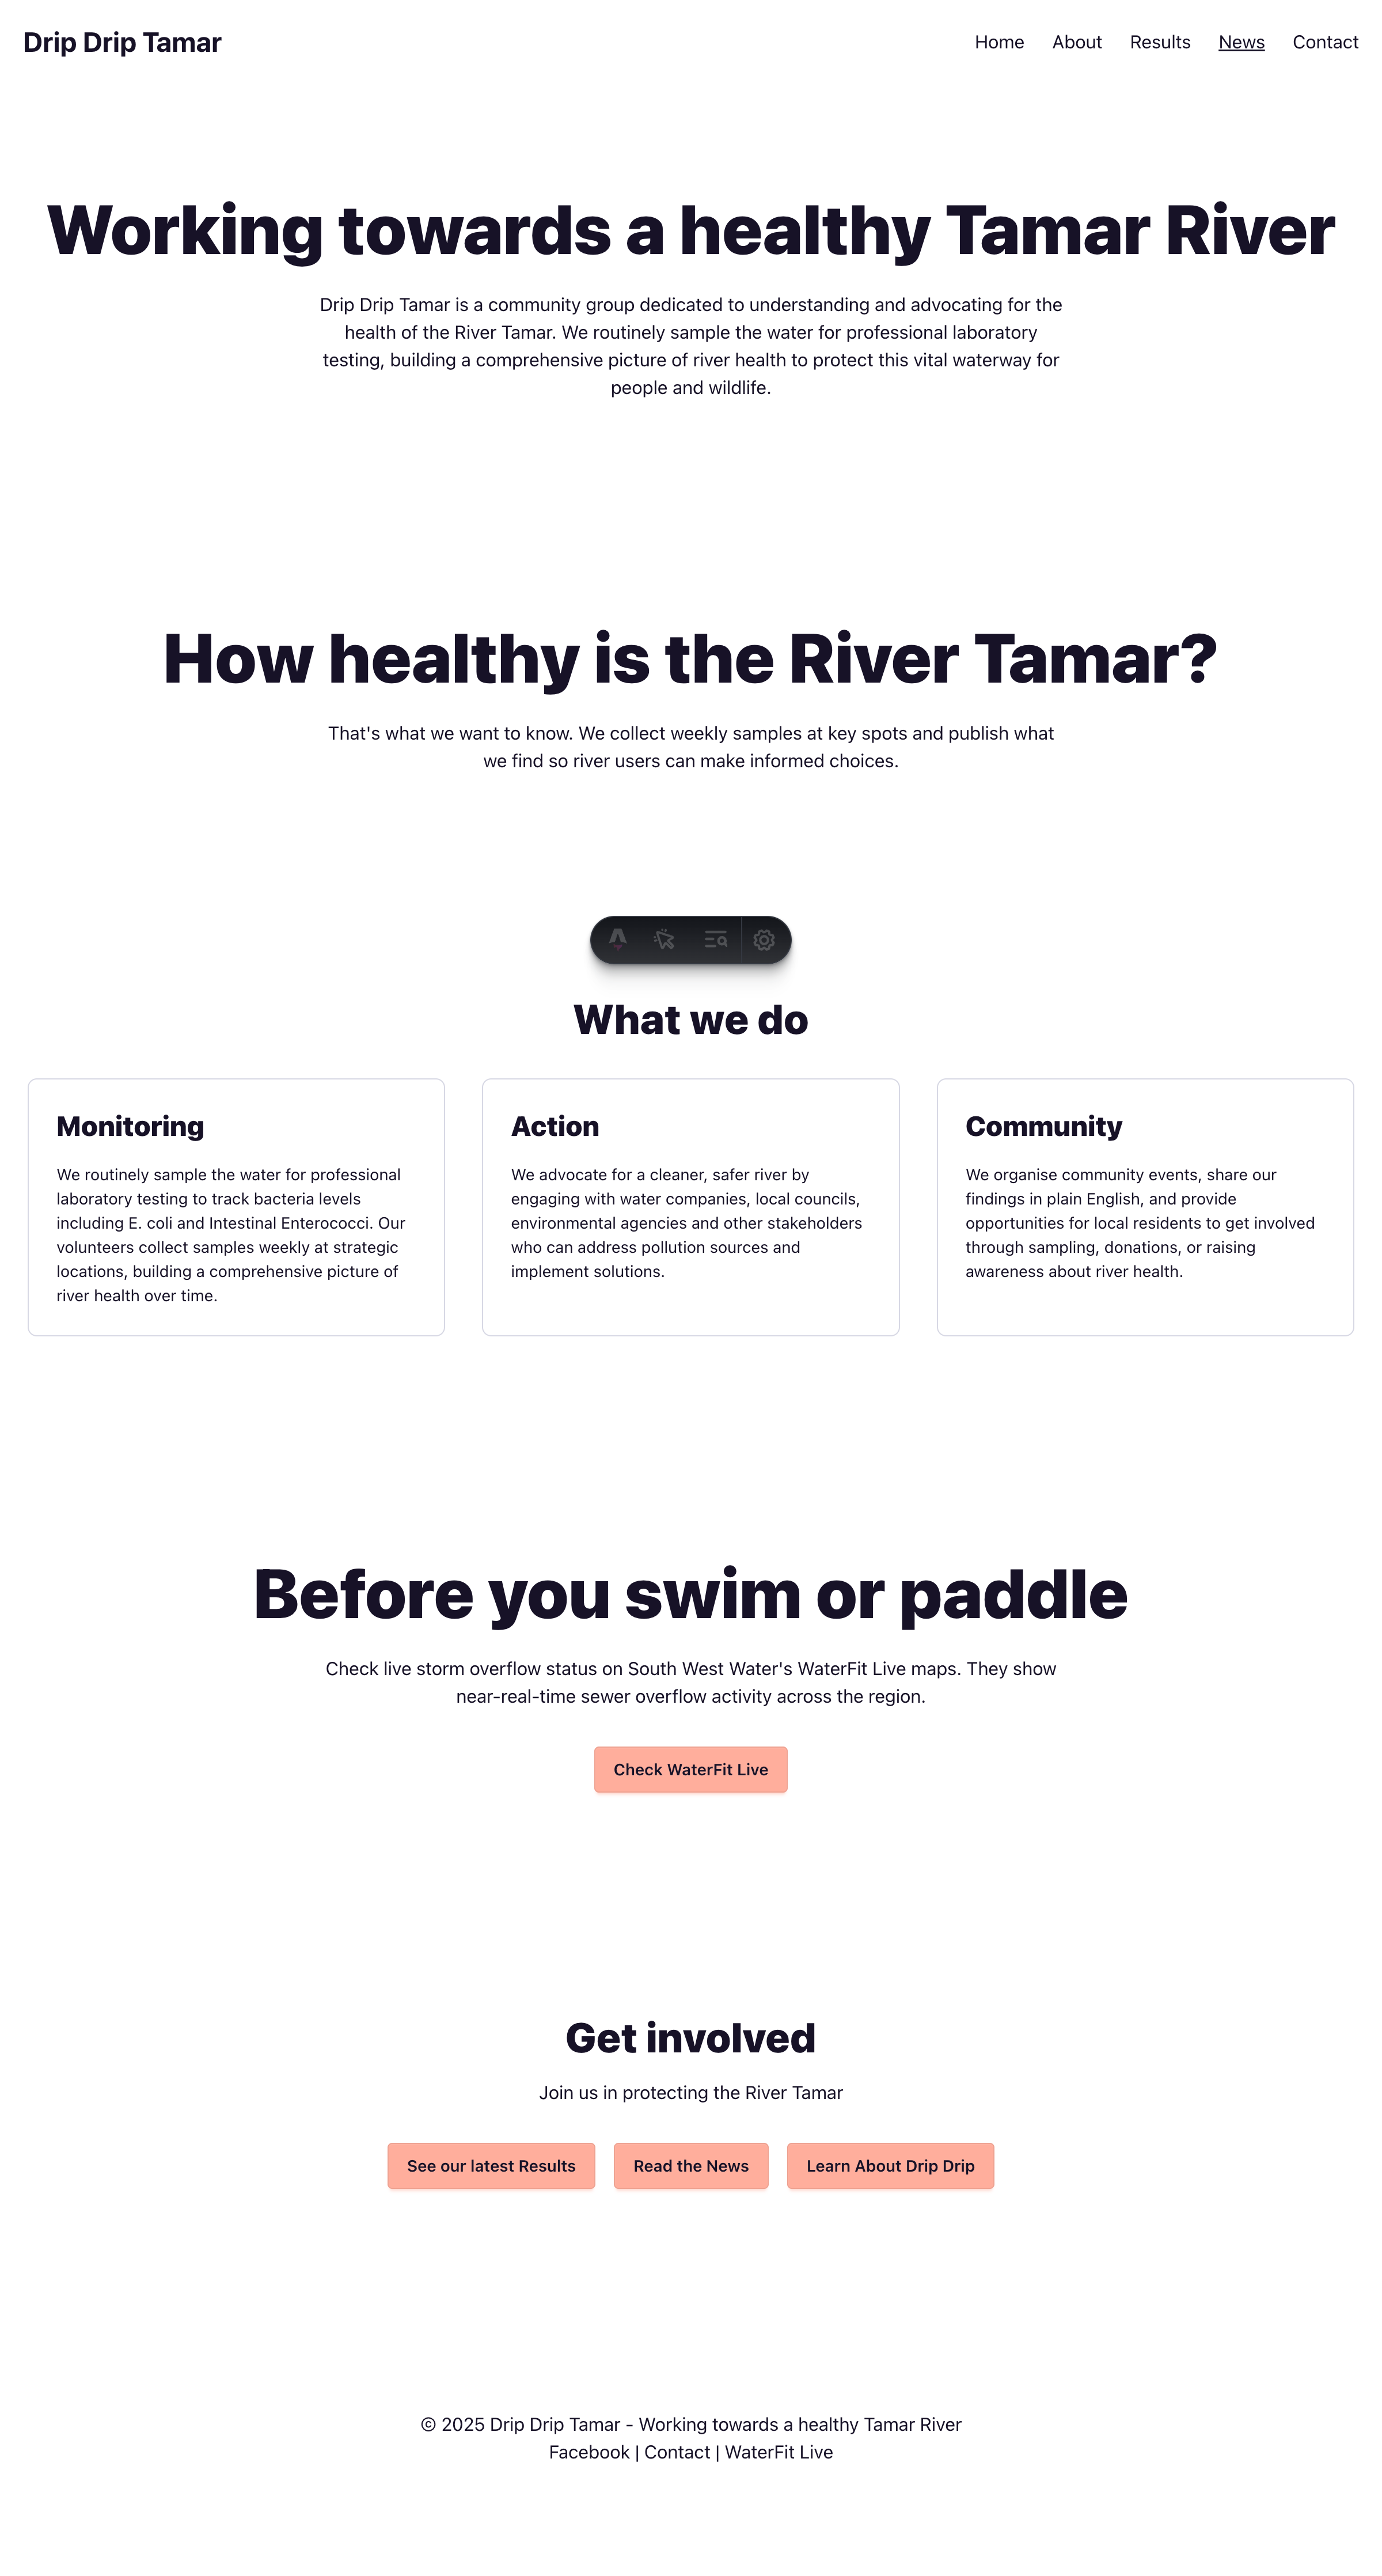 Drip Drip Tamar
Home About Results News Contact
Working towards a healthy Tamar River
Drip Drip Tamar is a community group dedicated to understanding and advocating for the
health of the River Tamar. We routinely sample the water for professional laboratory
testing, building a comprehensive picture of river health to protect this vital waterway for
people and wildlife.
How healthy is the River Tamar?
That's what we want to know. We collect weekly samples at key spots and publish what
we find so river users can make informed choices.
What we do
Monitoring
We routinely sample the water for professional
laboratory testing to track bacteria levels
including E. coli and Intestinal Enterococci. Our
volunteers collect samples weekly at strategic
locations, building a comprehensive picture of
river health over time.
Action
We advocate for a cleaner, safer river by
engaging with water companies, local councils,
environmental agencies and other stakeholders
who can address pollution sources and
implement solutions.
Community
We organise community events, share our
findings in plain English, and provide
opportunities for local residents to get involved
through sampling, donations, or raising
awareness about river health.
Before you swim or paddle
Check live storm overflow status on South West Water's WaterFit Live maps. They show
near-real-time sewer overflow activity across the region.
Check WaterFit Live
Get involved
Join us in protecting the River Tamar
See our latest Results
Read the News
Learn About Drip Drip
© 2025 Drip Drip Tamar - Working towards a healthy Tamar River
Facebook | Contact | WaterFit Live